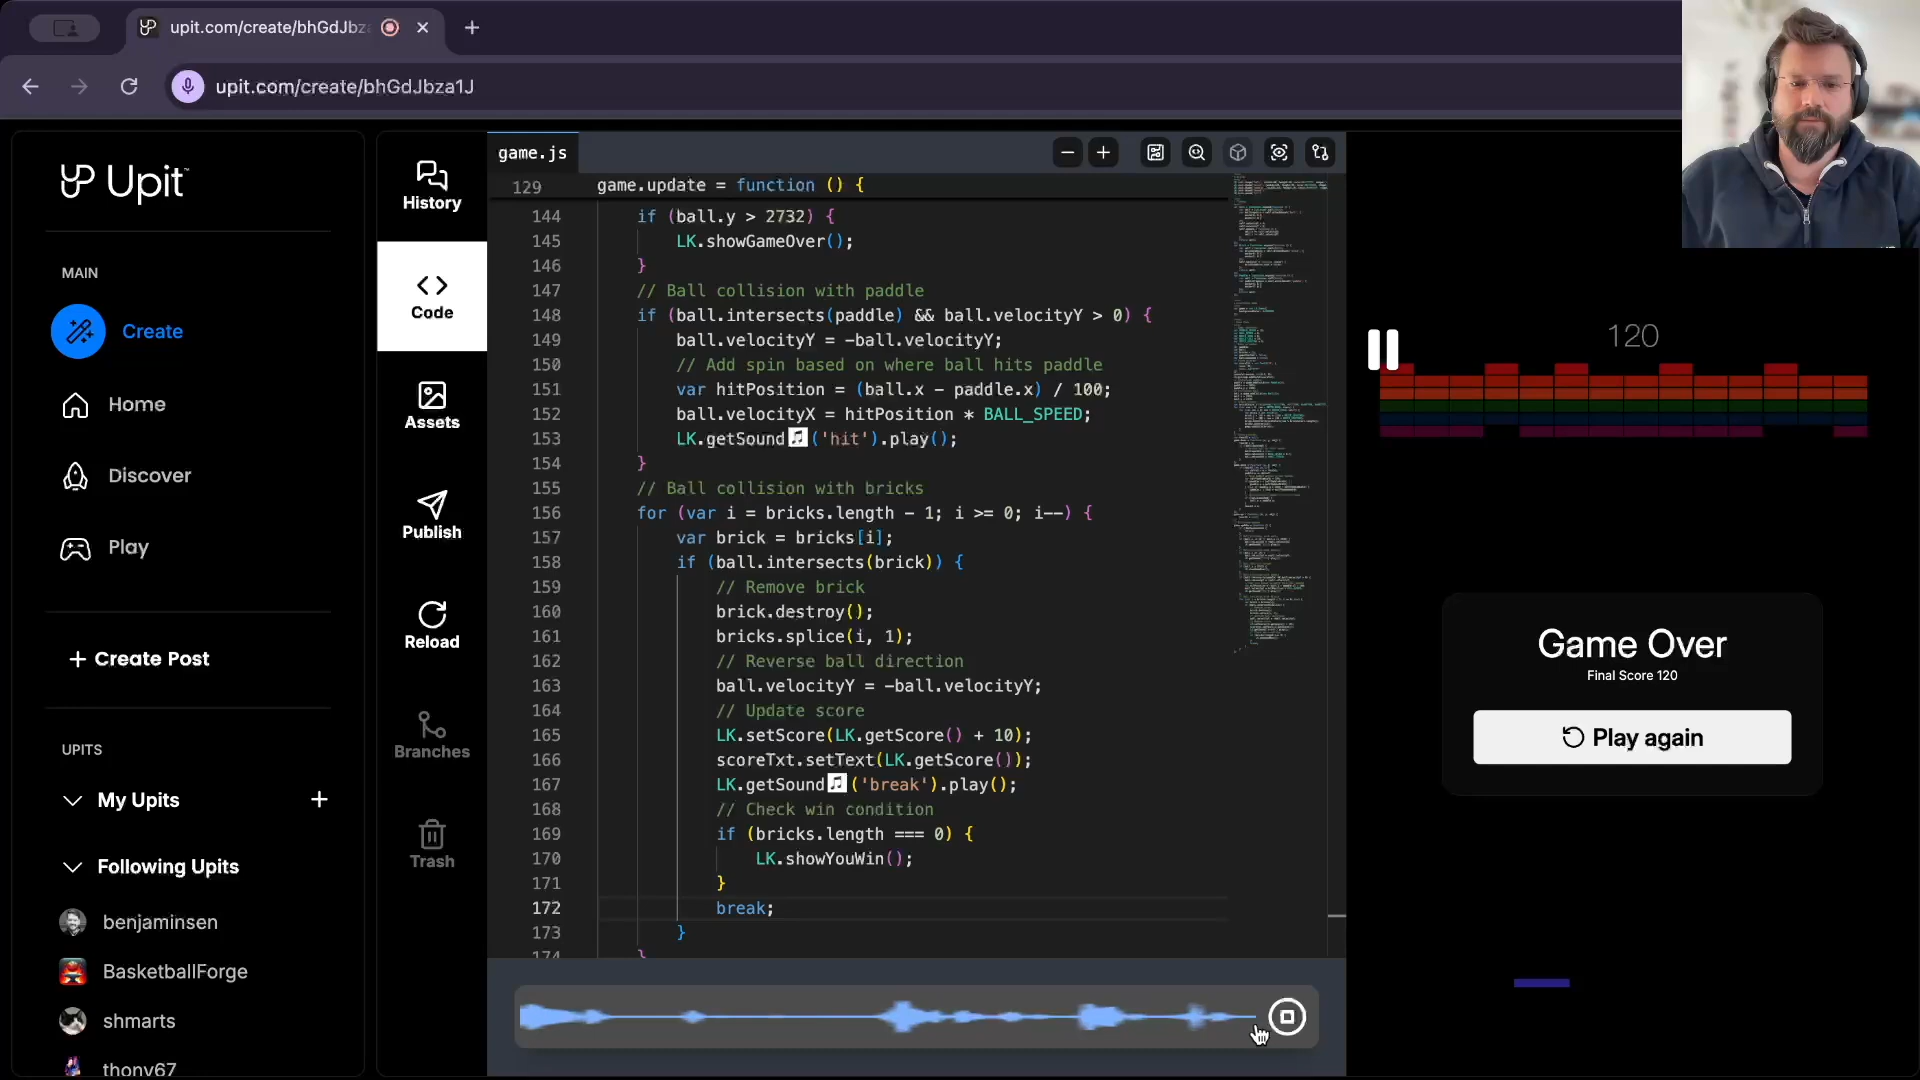 upit.com/create/bhGdJbza
upit.com/create/bhGdJbza1J
Upit
MAIN
Create
Home
Discover
Play
+ Create Post
UPITS
My Upits
Following Upits
benjaminsen
BasketballForge
shmarts
thony67
History
Code
Assets
Publish
Reload
Branches
Trash
game.js
129 game.update = function () {
144 if (ball.y > 2732) {
145 LK.showGameOver();
146 }
147 // Ball collision with paddle
148 if (ball.intersects(paddle) && ball.velocityY > 0) {
149 ball.velocityY = -ball.velocityY;
150 // Add spin based on where ball hits paddle
151 var hitPosition = (ball.x - paddle.x) / 100;
152 ball.velocityX = hitPosition * BALL_SPEED;
153 LK.getSound('hit').play();
154 }
155 // Ball collision with bricks
156 for (var i = bricks.length - 1; i >= 0; i--) {
157 var brick = bricks[i];
158 if (ball.intersects(brick)) {
159 // Remove brick
160 brick.destroy();
161 bricks.splice(i, 1);
162 // Reverse ball direction
163 ball.velocityY = -ball.velocityY;
164 // Update score
165 LK.setScore(LK.getScore() + 10);
166 scoreTxt.setText(LK.getScore());
167 LK.getSound('break').play();
168 // Check win condition
169 if (bricks.length === 0) {
170 LK.showYouWin();
171 }
172 break;
173 }
174 }
120
Game Over
Final Score 120
Play again